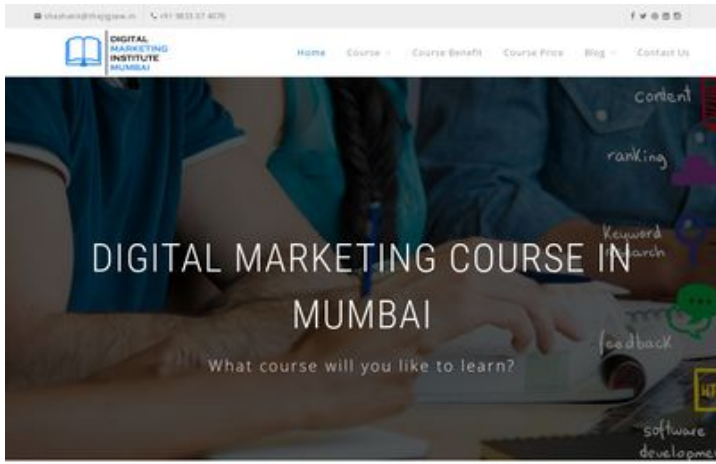 DIGITAL
MARKETING
INSTITUTE
MUMBAI
Home Course Course Benefit Course Price Blog Contact Us
content
ranking
Keyword
research
DIGITAL MARKETING COURSE IN
MUMBAI
feedback
What course will you like to learn?
software